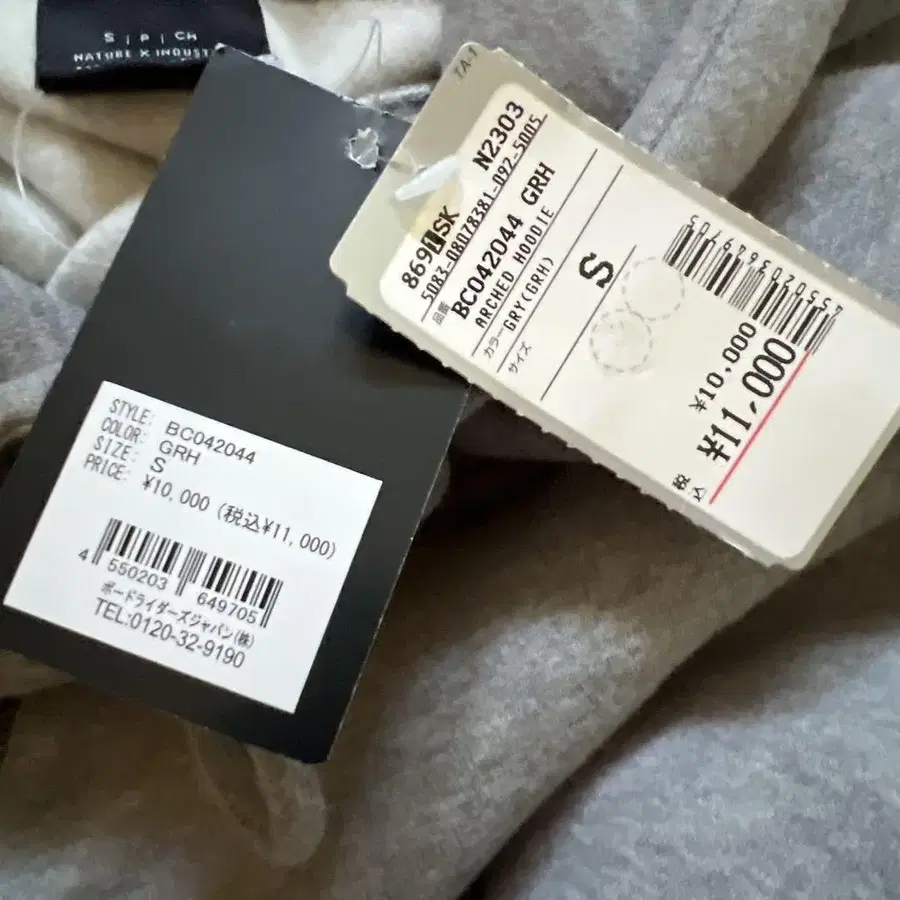 S | P | CH
NATURE X INDUST
STYLE: BC042044
COLOR: GRH
SIZE: S
PRICE: ¥10,000 (税込¥11,000)
4 550203 649705
ボードライダーズジャパン(株)
TEL:0120-32-9190
TA-1
869 SK N2303
5083-08078381-092-5005
品番 BC042044 GRH
ARCHED HOODIE
カラー GRY(GRH)
サイズ S
4550203649705
¥10,000
税込 ¥11,000